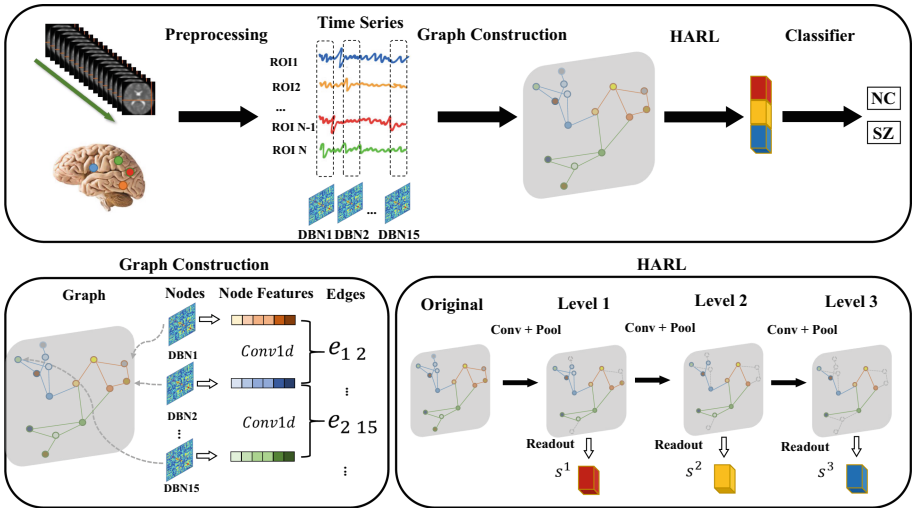 Preprocessing
Time Series
Graph Construction
HARL
Classifier
ROI1
ROI2
...
ROI N-1
ROI N
NC
SZ
...
DBN1 DBN2 DBN15
Graph Construction
Graph
Nodes
Node Features
Edges
DBN1
Conv1d
e1 2
...
DBN2
Conv1d
e2 15
...
DBN15
...
HARL
Original
Level 1
Level 2
Level 3
Conv + Pool
Conv + Pool
Conv + Pool
Readout
Readout
Readout
s¹
s²
s³